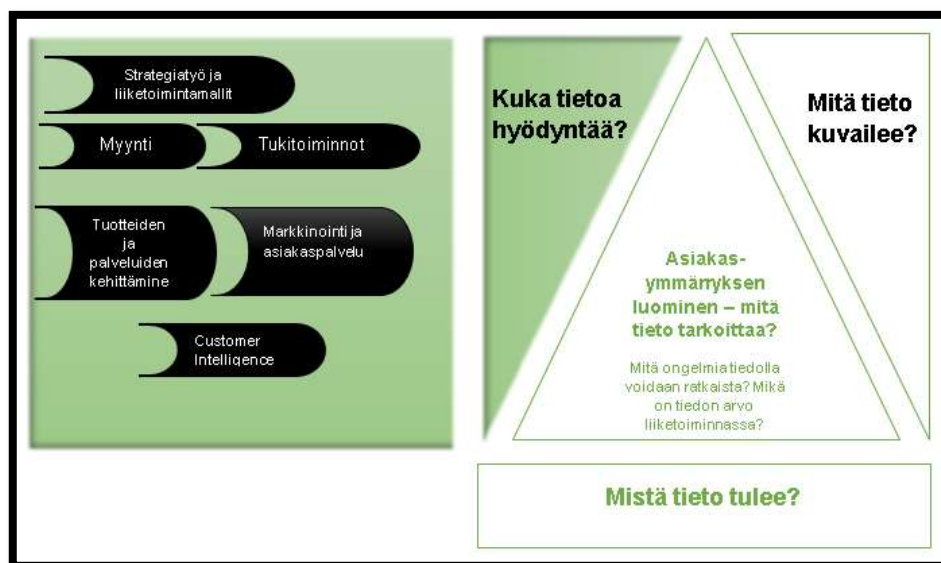 Strategiatyö ja
liiketoimintamallit
Myynti
Tukitoiminnot
Tuotteiden
ja
palveluiden
kehittämine
Markkinointi ja
asiakaspalvelu
Customer
Intelligence
Kuka tietoa
hyödyntää?
Mitä tieto
kuvailee?
Asiakas-
ymmärryksen
luominen – mitä
tieto tarkoittaa?
Mitä ongelmia tiedolla
voidaan ratkaista? Mikä
on tiedon arvo
liiketoiminnassa?
Mistä tieto tulee?